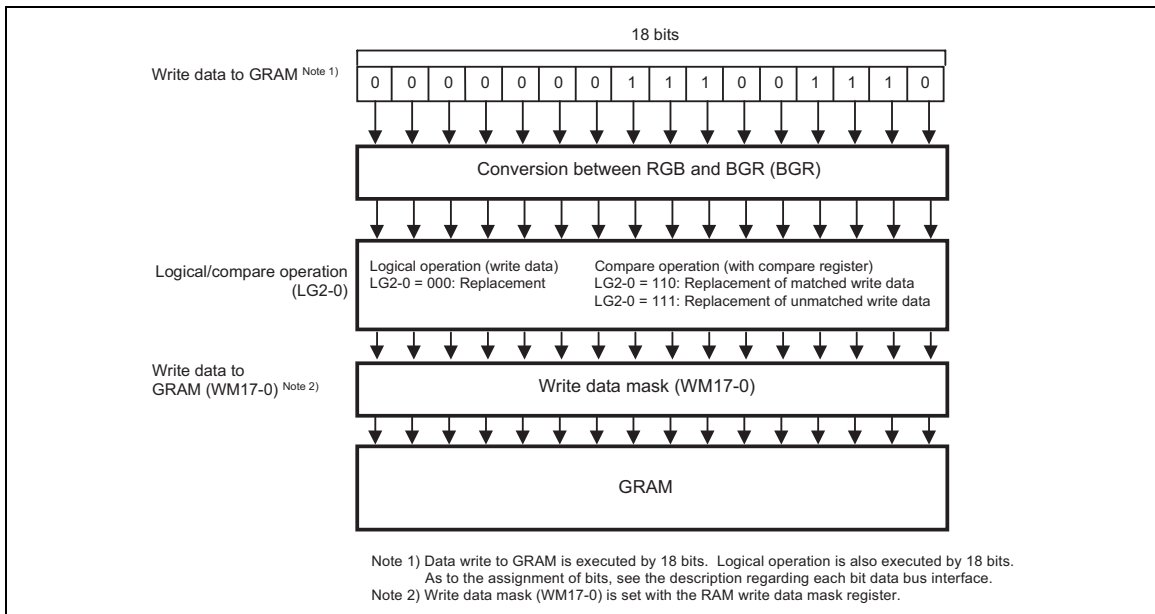 18 bits
Write data to GRAM Note 1)
0 0 0 0 0 0 0 1 1 1 0 0 1 1 1 0
Conversion between RGB and BGR (BGR)
Logical/compare operation
(LG2-0)
Logical operation (write data)
LG2-0 = 000: Replacement
Compare operation (with compare register)
LG2-0 = 110: Replacement of matched write data
LG2-0 = 111: Replacement of unmatched write data
Write data to
GRAM (WM17-0) Note 2)
Write data mask (WM17-0)
GRAM
Note 1) Data write to GRAM is executed by 18 bits. Logical operation is also executed by 18 bits.
As to the assignment of bits, see the description regarding each bit data bus interface.
Note 2) Write data mask (WM17-0) is set with the RAM write data mask register.